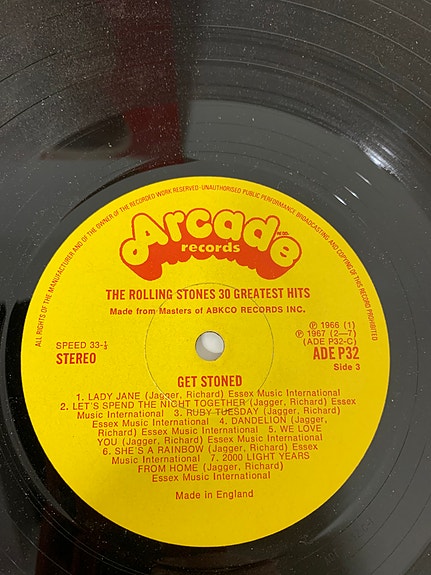 ALL RIGHTS OF THE MANUFACTURER AND OF THE OWNER OF THE RECORDED WORK RESERVED · UNAUTHORISED PUBLIC PERFORMANCE BROADCASTING AND COPYING OF THIS RECORD PROHIBITED
Arcade
records
THE ROLLING STONES 30 GREATEST HITS
Made from Masters of ABKCO RECORDS INC.
SPEED 33-⅓
STEREO
℗ 1966 (1)
℗ 1967 (2-7)
(ADE P32-C)
ADE P32
Side 3
GET STONED
1. LADY JANE (Jagger, Richard) Essex Music International
2. LET'S SPEND THE NIGHT TOGETHER (Jagger, Richard) Essex
Music International 3. RUBY TUESDAY (Jagger, Richard)
Essex Music International 4. DANDELION (Jagger,
Richard) Essex Music International 5. WE LOVE
YOU (Jagger, Richard) Essex Music International
6. SHE'S A RAINBOW (Jagger, Richard) Essex
Music International 7. 2000 LIGHT YEARS
FROM HOME (Jagger, Richard)
Essex Music International
Made in England